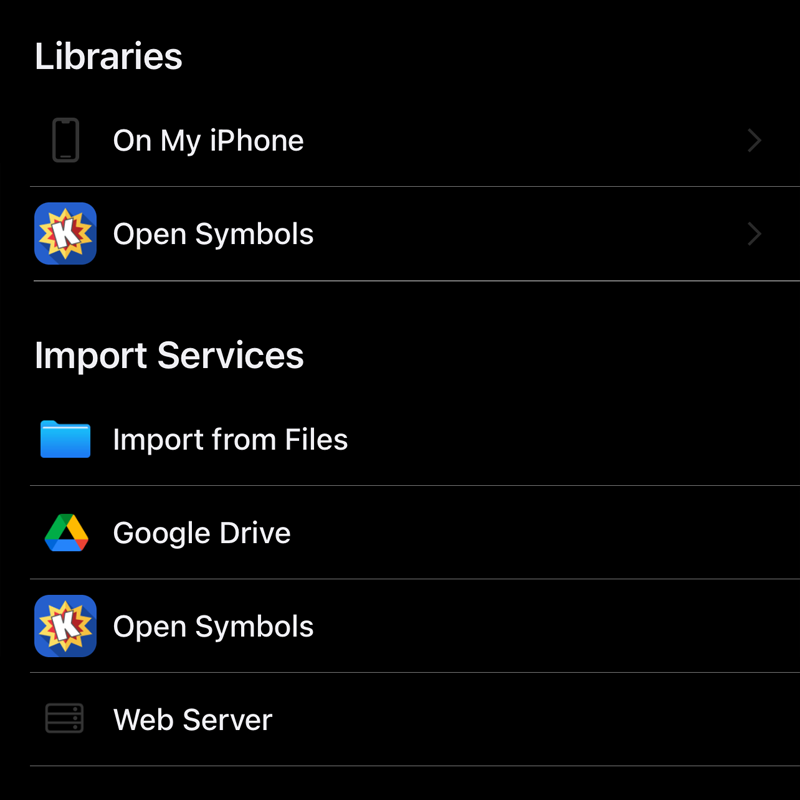 Libraries
On My iPhone
K
Open Symbols
Import Services
Import from Files
Google Drive
K
Open Symbols
Web Server